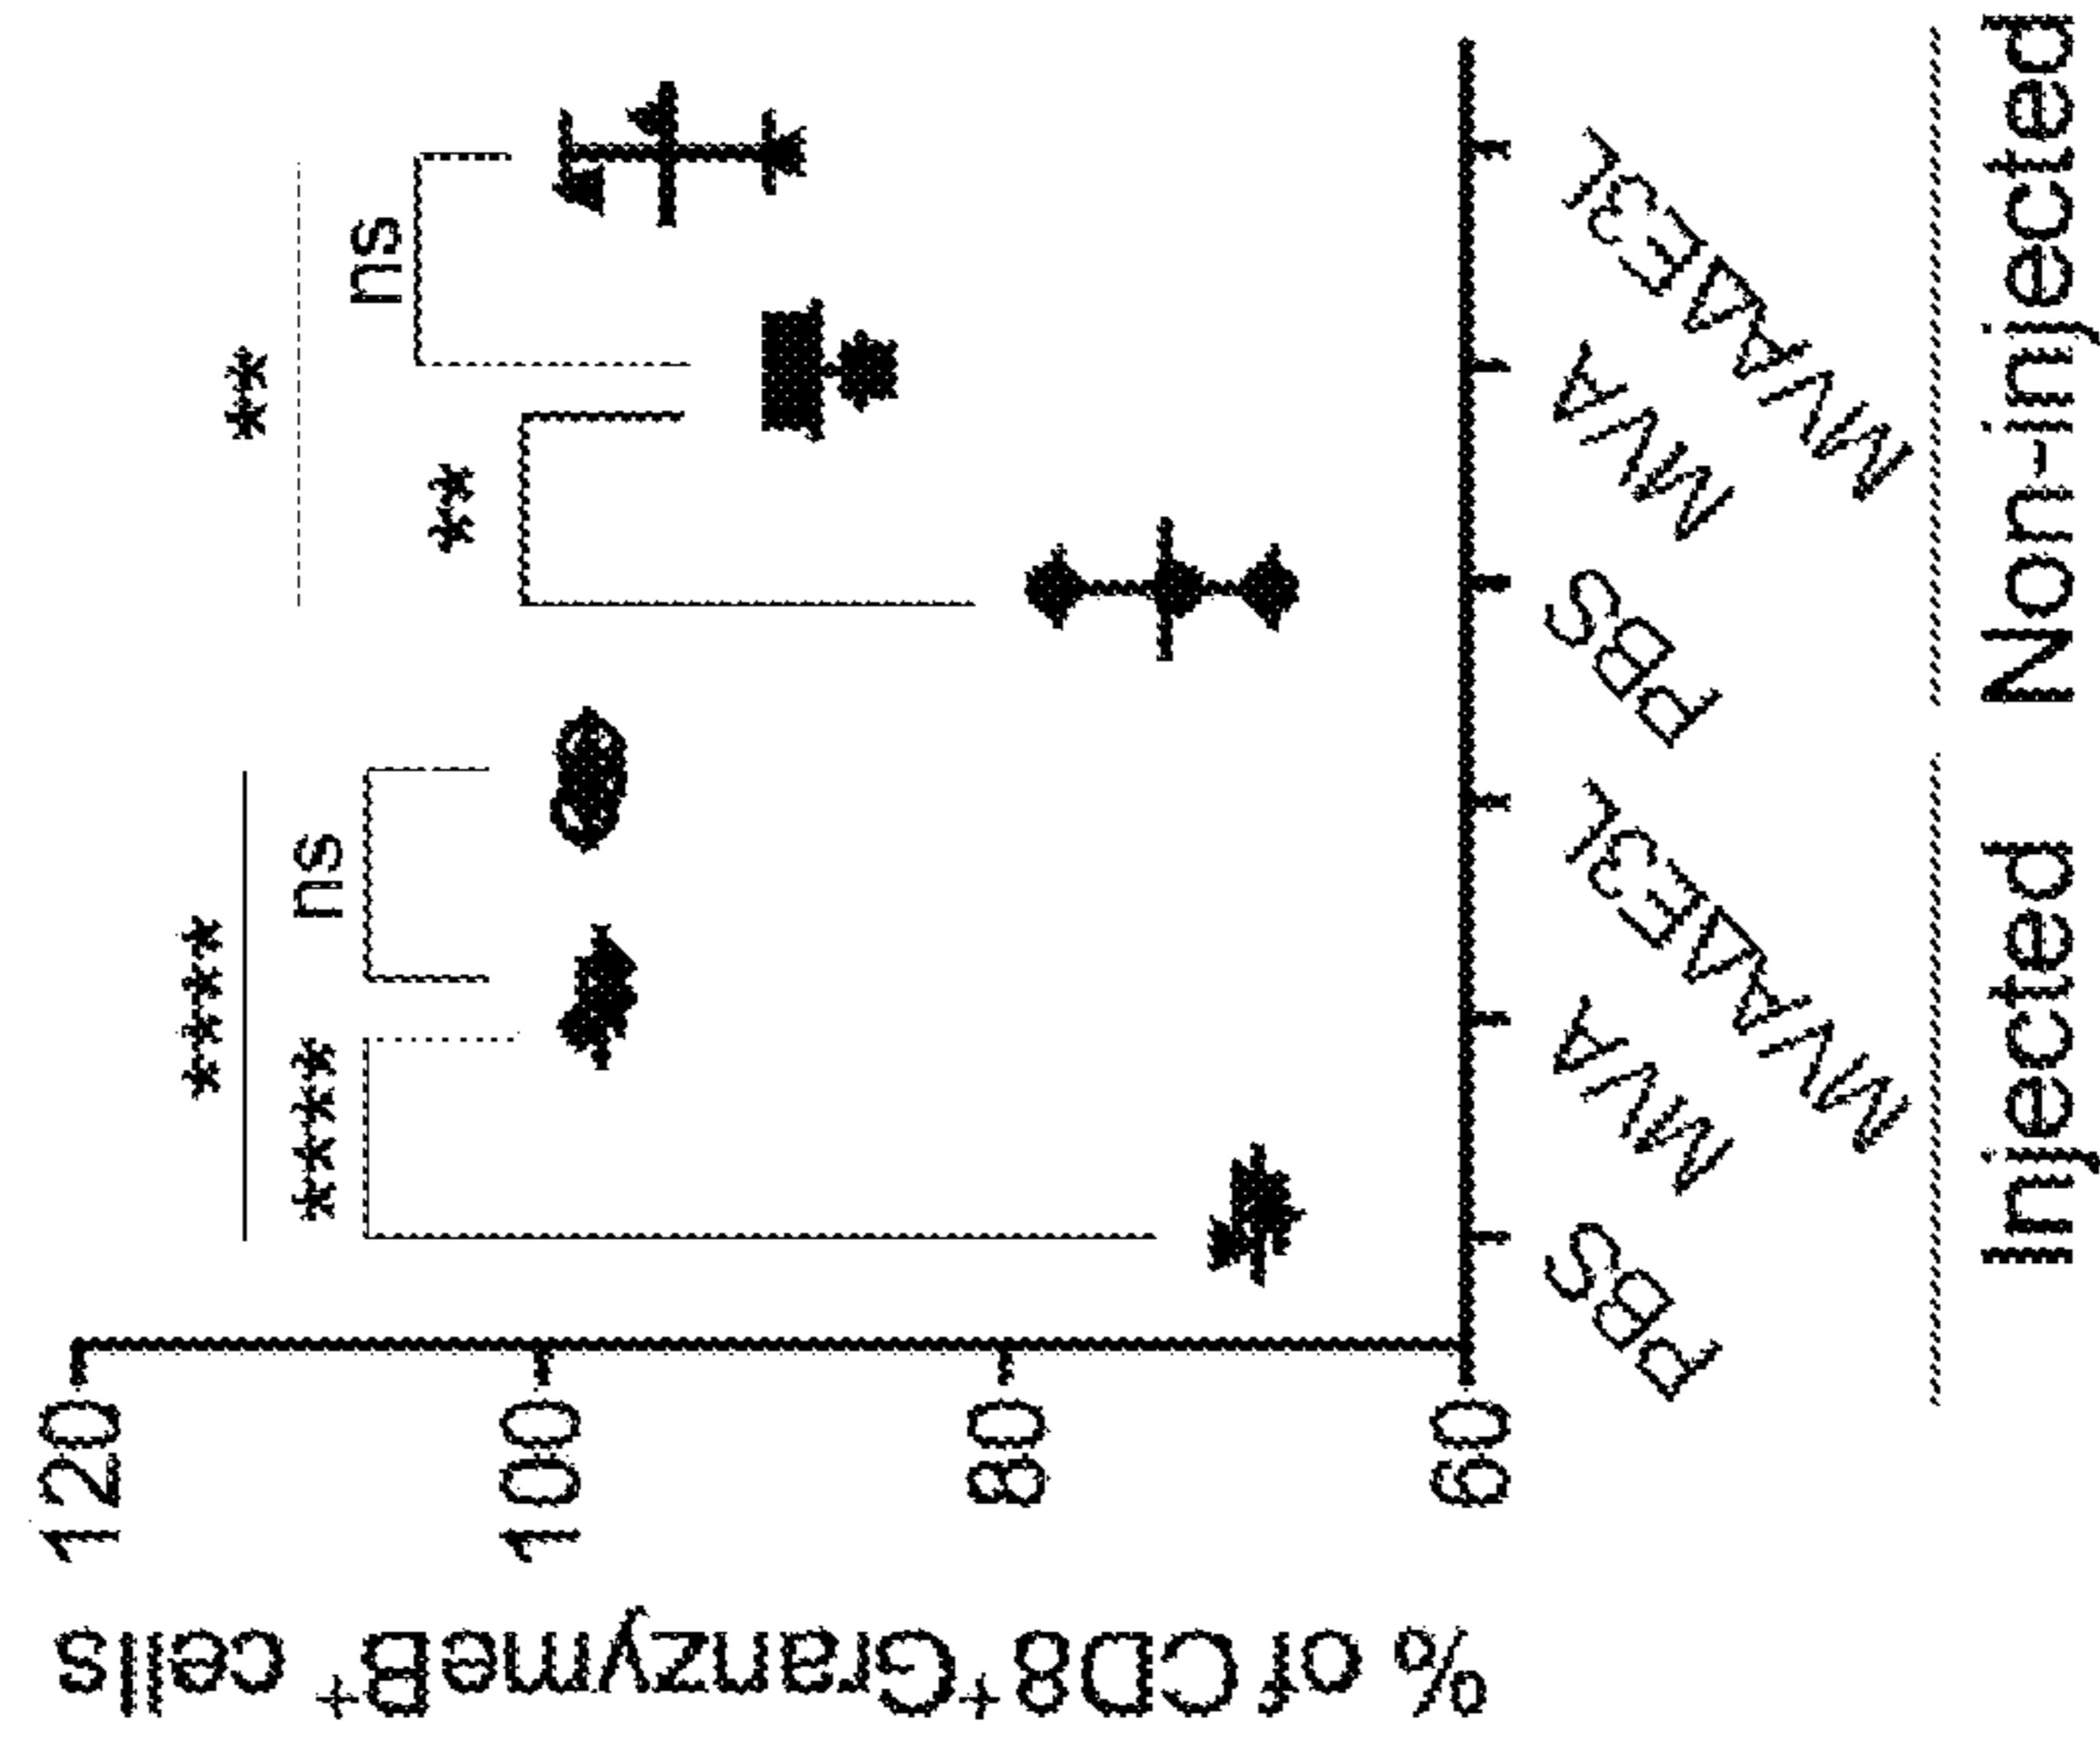 % of CD8⁺GranzymeB⁺ cells
120
100
80
60
****
****
ns
**
**
ns
PBS
MVA
MVAΔE3L
PBS
MVA
MVAΔE3L
Injected
Non-injected